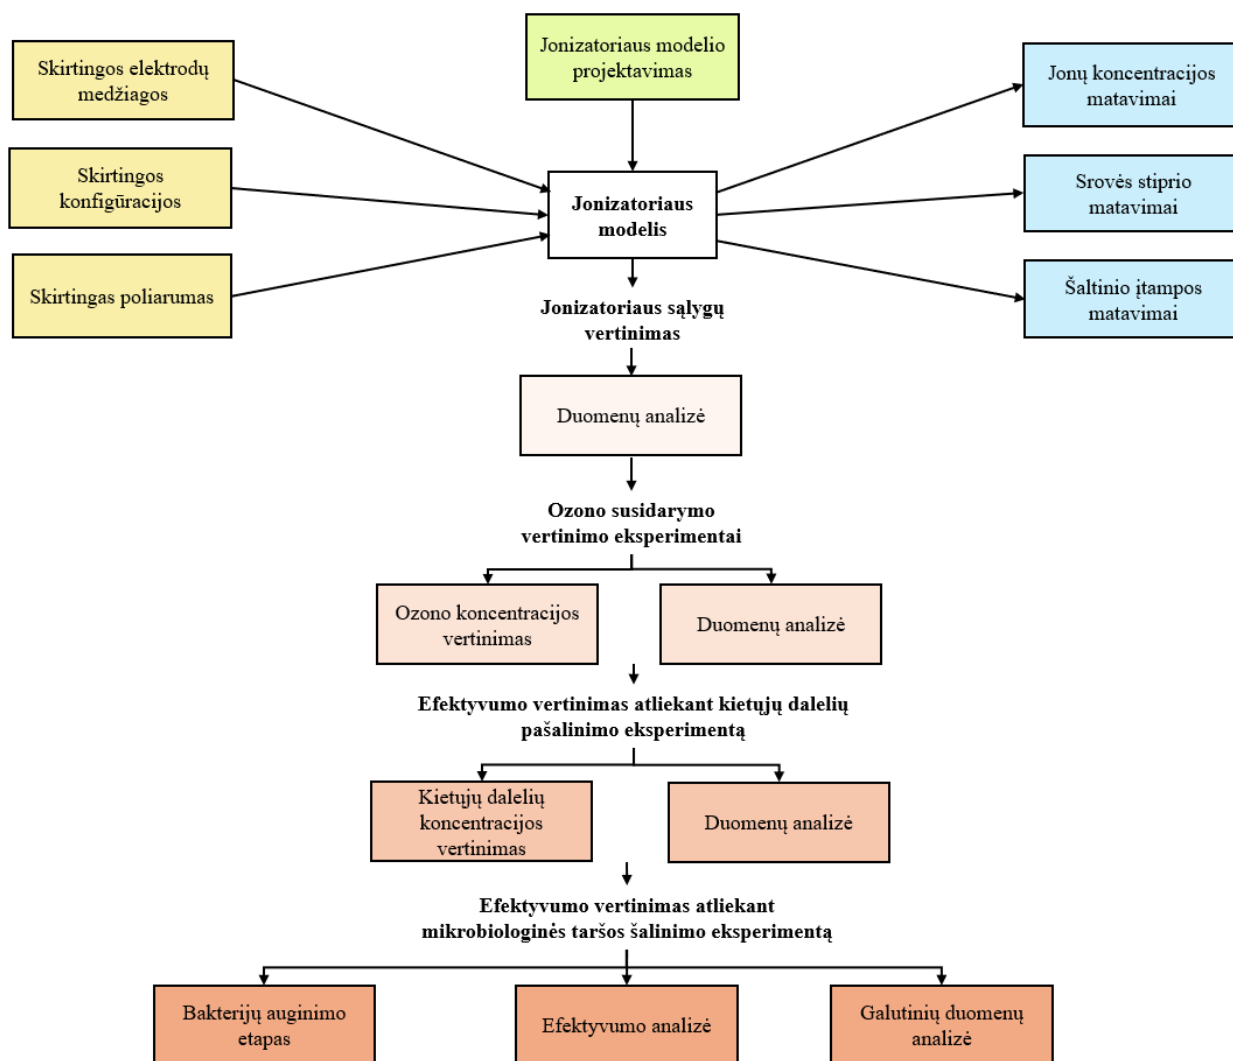 Jonizatoriaus modelio
projektavimas
Skirtingos elektrodų
medžiagos
Jonų koncentracijos
matavimai
Skirtingos
konfigūracijos
Jonizatoriaus
modelis
Srovės stiprio
matavimai
Skirtingas poliarumas
Šaltinio įtampos
matavimai
Jonizatoriaus sąlygų
vertinimas
Duomenų analizė
Ozono susidarymo
vertinimo eksperimentai
Ozono koncentracijos
vertinimas
Duomenų analizė
Efektyvumo vertinimas atliekant kietųjų dalelių
pašalinimo eksperimentą
Kietųjų dalelių
koncentracijos
vertinimas
Duomenų analizė
Efektyvumo vertinimas atliekant
mikrobiologinės taršos šalinimo eksperimentą
Bakterijų auginimo
etapas
Efektyvumo analizė
Galutinių duomenų
analizė